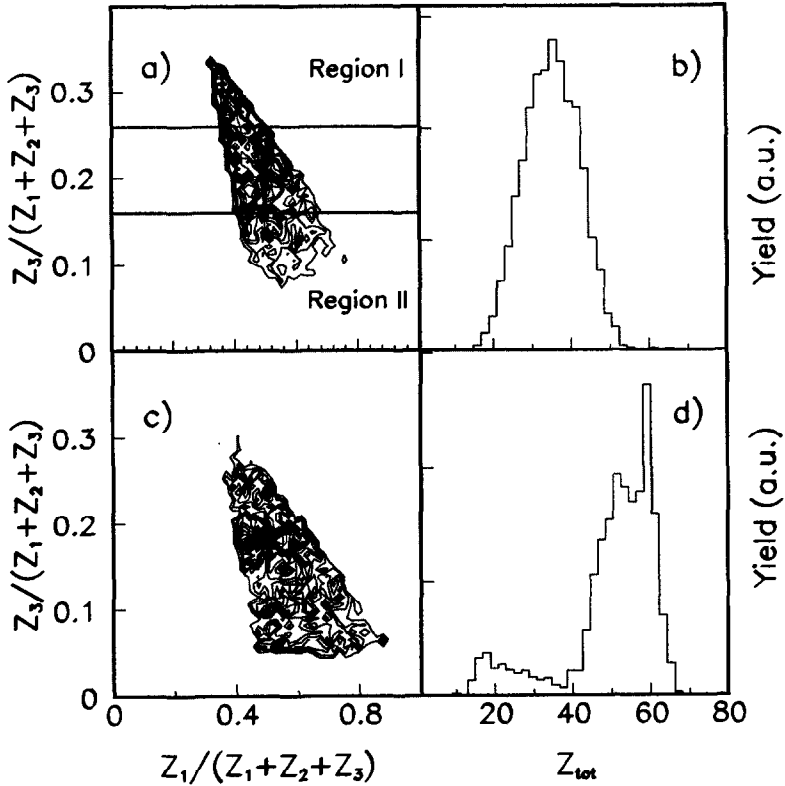 a)
Region I
Region II
Z₃/(Z₁+Z₂+Z₃)
0.3
0.2
0.1
0
b)
Yield (a.u.)
c)
Z₃/(Z₁+Z₂+Z₃)
0.3
0.2
0.1
0
0
0.4
0.8
Z₁/(Z₁+Z₂+Z₃)
d)
Yield (a.u.)
20
40
60
80
Z_tot